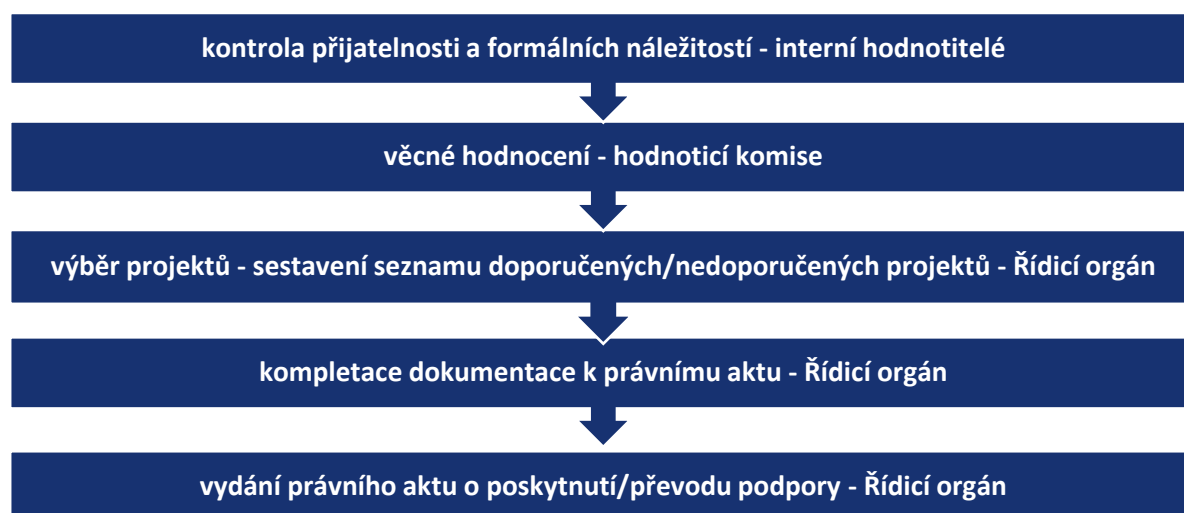 kontrola přijatelnosti a formálních náležitostí - interní hodnotitelé
věcné hodnocení - hodnoticí komise
výběr projektů - sestavení seznamu doporučených/nedoporučených projektů - Řídicí orgán
kompletace dokumentace k právnímu aktu - Řídicí orgán
vydání právního aktu o poskytnutí/převodu podpory - Řídicí orgán